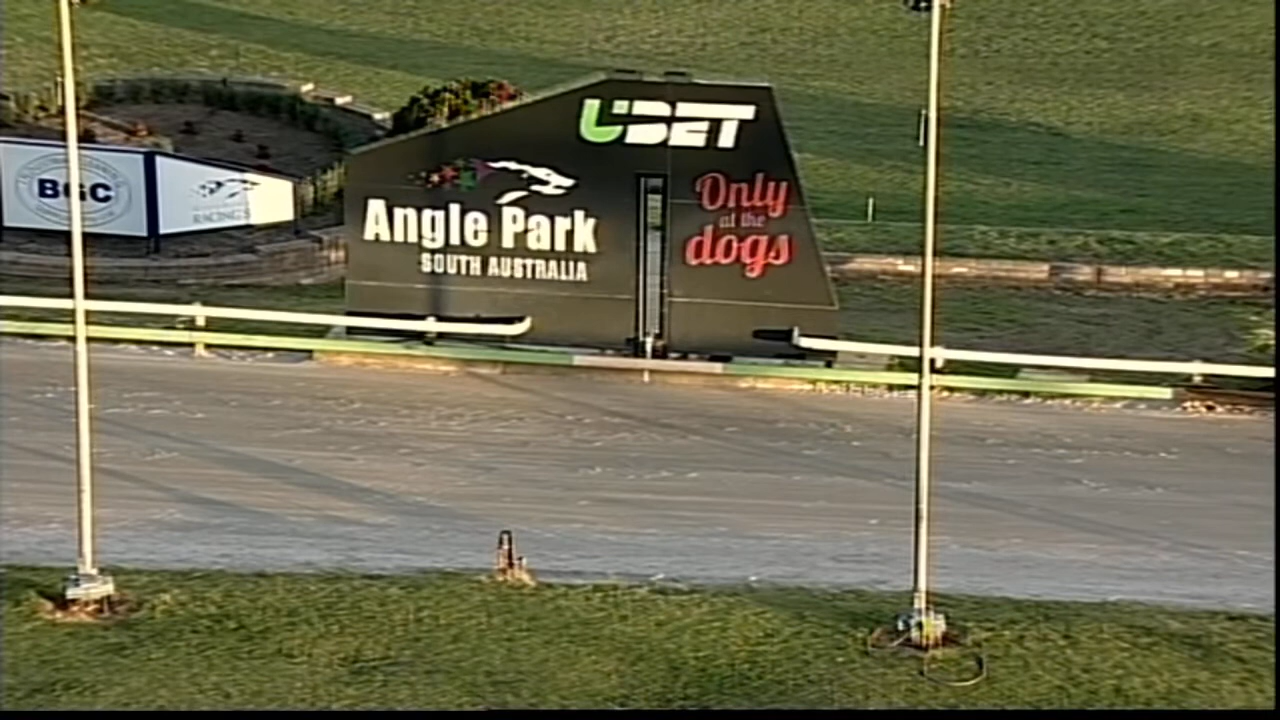 UBET
BGC
RACING
Angle Park
SOUTH AUSTRALIA
Only
at the
dogs